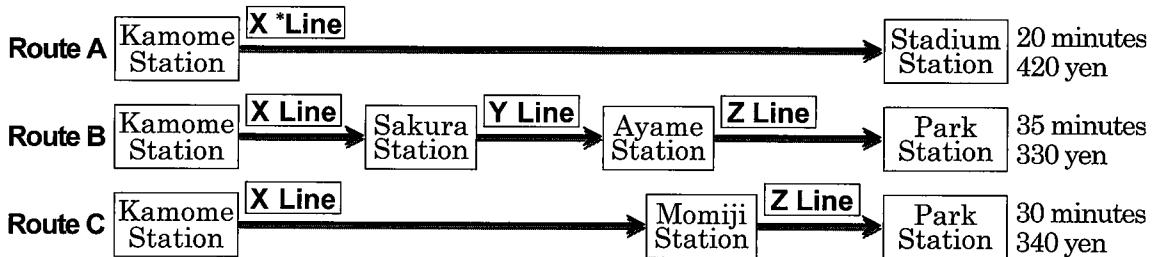 X *Line
Route A Kamome Station Stadium Station 20 minutes 420 yen
X Line Y Line Z Line
Route B Kamome Station Sakura Station Ayame Station Park Station 35 minutes 330 yen
X Line Z Line
Route C Kamome Station Momiji Station Park Station 30 minutes 340 yen